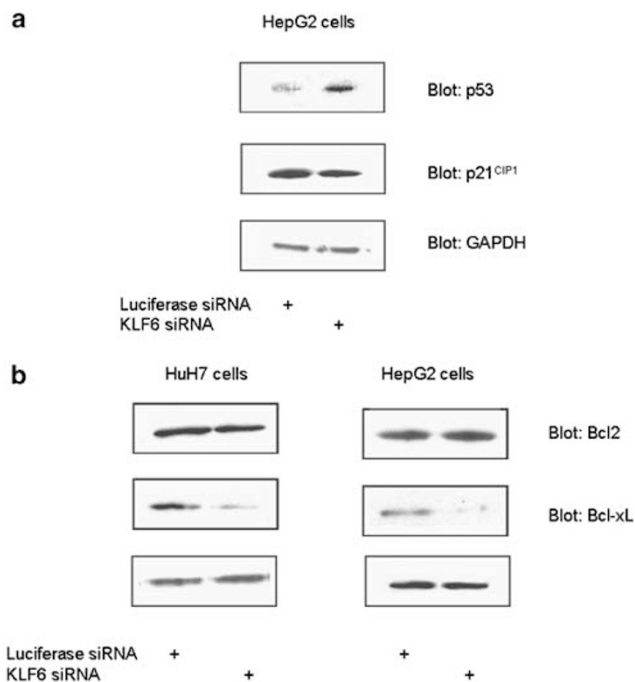 a
HepG2 cells
Blot: p53
Blot: p21CIP1
Blot: GAPDH
Luciferase siRNA +
KLF6 siRNA +
b
HuH7 cells HepG2 cells
Blot: Bcl2
Blot: Bcl-xL
Luciferase siRNA + +
KLF6 siRNA + +